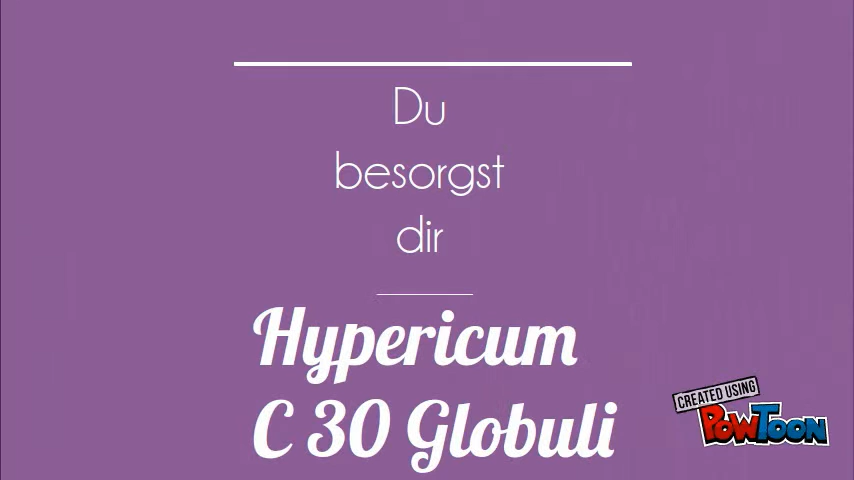 Du
besorgst
dir
Hypericum
C 30 Globuli
CREATED USING
POWTOON